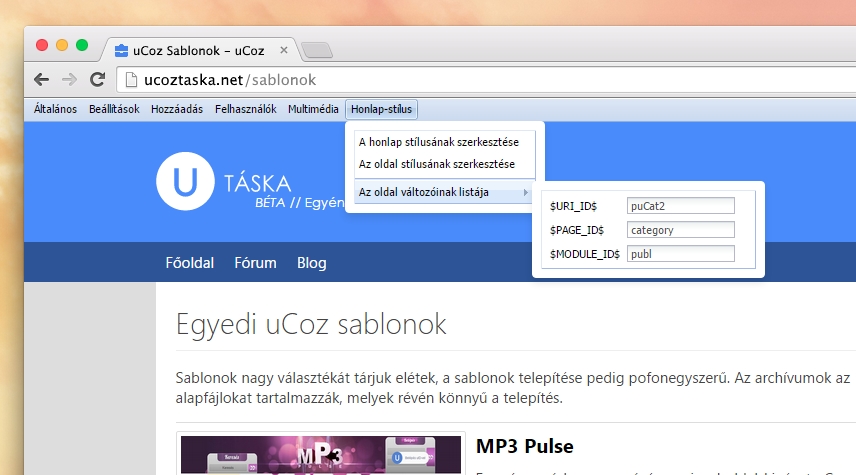 uCoz Sablonok - uCoz
ucoztaska.net/sablonok
Általános Beállítások Hozzáadás Felhasználók Multimédia Honlap-stílus
A honlap stílusának szerkesztése
Az oldal stílusának szerkesztése
Az oldal változóinak listája
$URI_ID$ puCat2
$PAGE_ID$ category
$MODULE_ID$ publ
U TÁSKA
BÉTA // Egyén
Főoldal Fórum Blog
Egyedi uCoz sablonok
Sablonok nagy választékát tárjuk elétek, a sablonok telepítése pedig pofonegyszerű. Az archívumok az
alapfájlokat tartalmazzák, melyek révén könnyű a telepítés.
MP3
MP3 Pulse